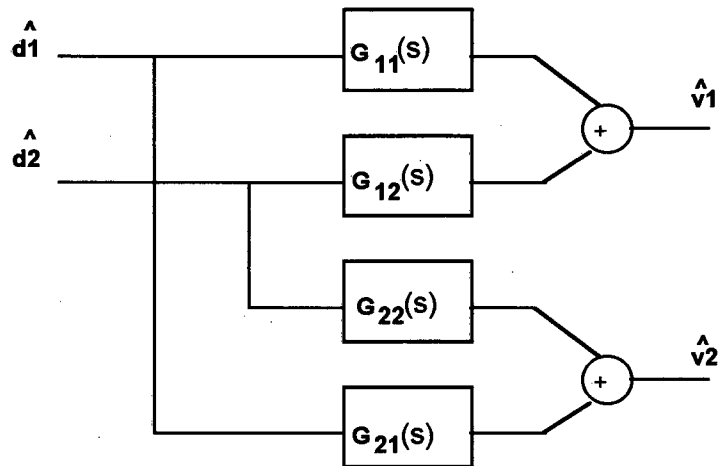 ^
d1
G11(s)
^
v1
+
^
d2
G12(s)
G22(s)
^
v2
+
G21(s)